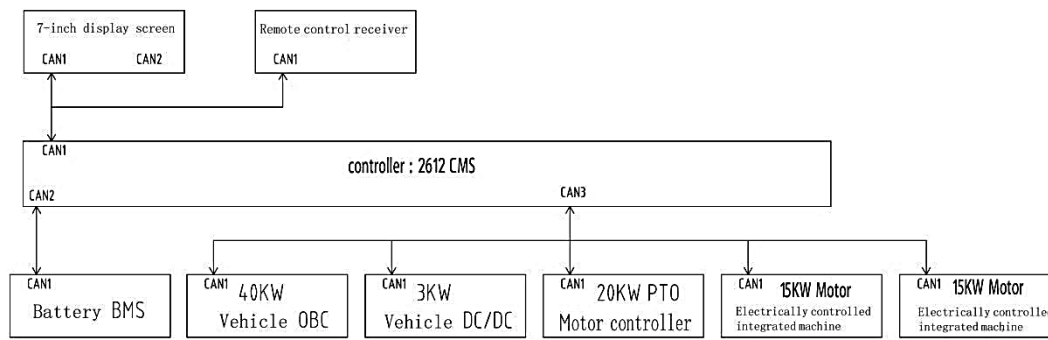 7-inch display screen
CAN1 CAN2
Remote control receiver
CAN1
CAN1
controller : 2612 CMS
CAN2 CAN3
CAN1
Battery BMS
CAN1 40KW
Vehicle OBC
CAN1 3KW
Vehicle DC/DC
CAN1 20KW PTO
Motor controller
CAN1 15KW Motor
Electrically controlled
integrated machine
CAN1 15KW Motor
Electrically controlled
integrated machine